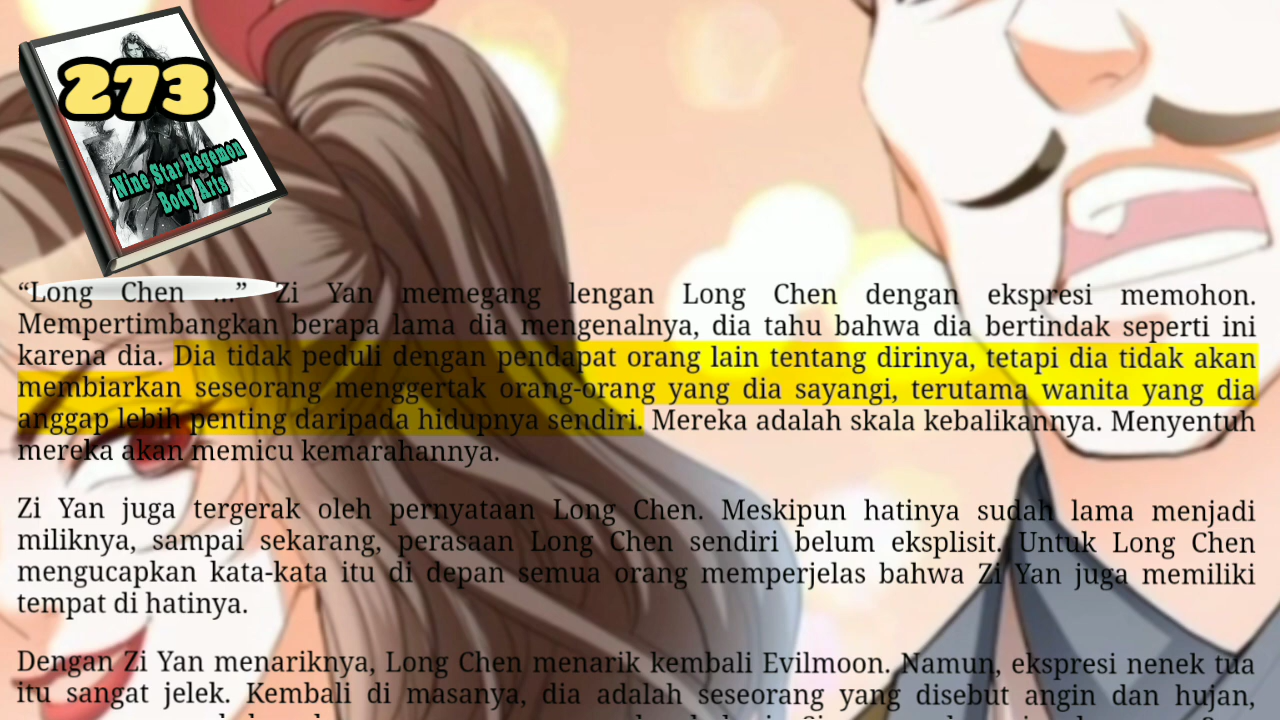 273
Nine Star Hegemon
Body Arts
“Long Chen ...” Zi Yan memegang lengan Long Chen dengan ekspresi memohon.
Mempertimbangkan berapa lama dia mengenalnya, dia tahu bahwa dia bertindak seperti ini
karena dia. Dia tidak peduli dengan pendapat orang lain tentang dirinya, tetapi dia tidak akan
membiarkan seseorang menggertak orang-orang yang dia sayangi, terutama wanita yang dia
anggap lebih penting daripada hidupnya sendiri. Mereka adalah skala kebalikannya. Menyentuh
mereka akan memicu kemarahannya.
Zi Yan juga tergerak oleh pernyataan Long Chen. Meskipun hatinya sudah lama menjadi
miliknya, sampai sekarang, perasaan Long Chen sendiri belum eksplisit. Untuk Long Chen
mengucapkan kata-kata itu di depan semua orang memperjelas bahwa Zi Yan juga memiliki
tempat di hatinya.
Dengan Zi Yan menariknya, Long Chen menarik kembali Evilmoon. Namun, ekspresi nenek tua
itu sangat jelek. Kembali di masanya, dia adalah seseorang yang disebut angin dan hujan,